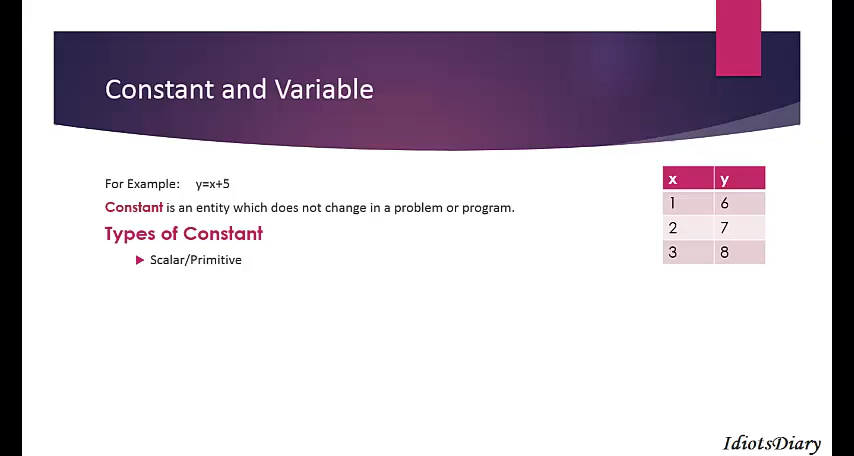 Constant and Variable
For Example: y=x+5
Constant is an entity which does not change in a problem or program.
Types of Constant
Scalar/Primitive
x y
1 6
2 7
3 8
IdiotsDiary